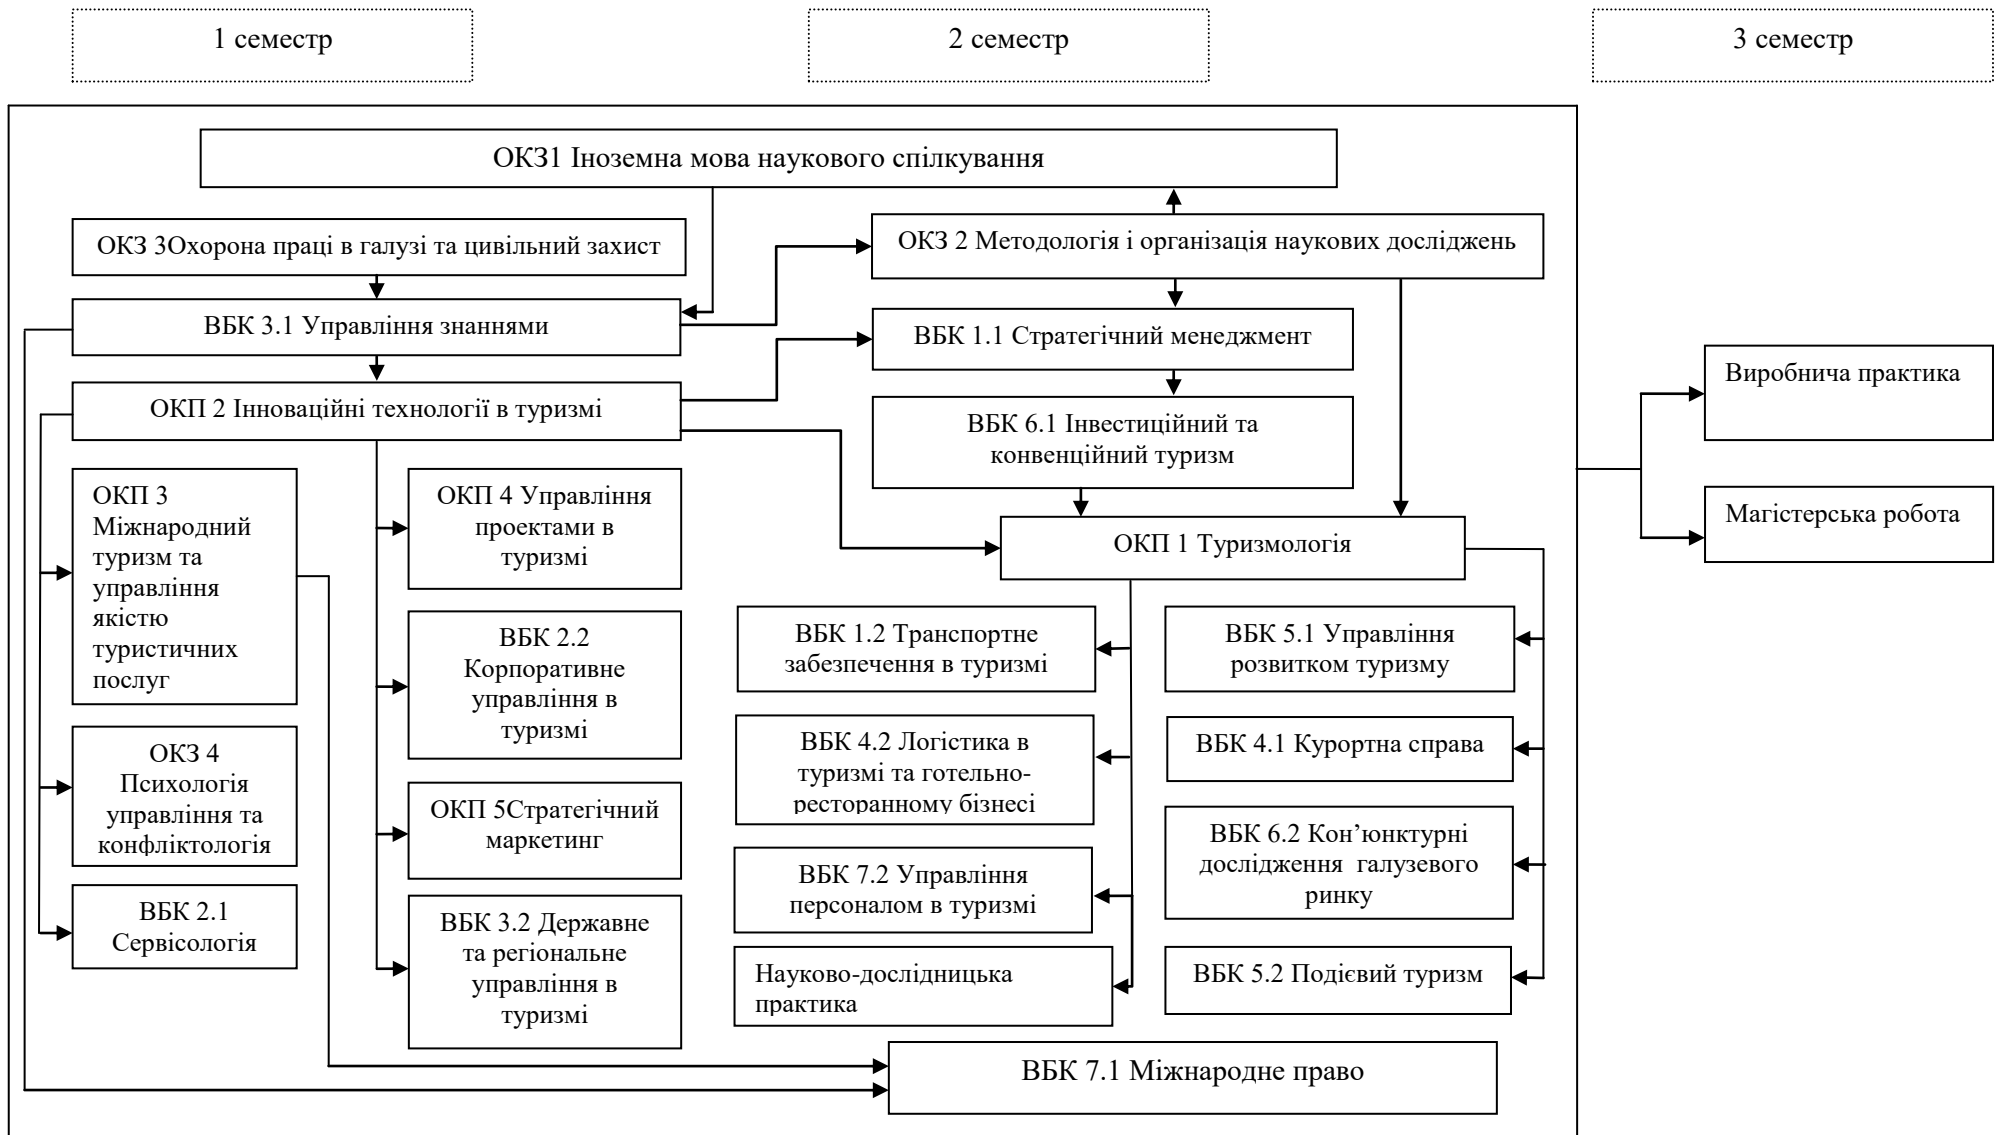 1 семестр
2 семестр
3 семестр
ОКЗ1 Іноземна мова наукового спілкування
ОКЗ 3Охорона праці в галузі та цивільний захист
ОКЗ 2 Методологія і організація наукових досліджень
ВБК 3.1 Управління знаннями
ВБК 1.1 Стратегічний менеджмент
ОКП 2 Інноваційні технології в туризмі
ВБК 6.1 Інвестиційний та
конвенційний туризм
Виробнича практика
Магістерська робота
ОКП 3
Міжнародний
туризм та
управління
якістю
туристичних
послуг
ОКП 4 Управління
проектами в
туризмі
ОКП 1 Туризмологія
ВБК 2.2
Корпоративне
управління в
туризмі
ВБК 1.2 Транспортне
забезпечення в туризмі
ВБК 5.1 Управління
розвитком туризму
ОКЗ 4
Психологія
управління та
конфліктологія
ВБК 4.2 Логістика в
туризмі та готельно-
ресторанному бізнесі
ВБК 4.1 Курортна справа
ОКП 5Стратегічний
маркетинг
ВБК 6.2 Кон’юнктурні
дослідження галузевого
ринку
ВБК 2.1
Сервісологія
ВБК 3.2 Державне
та регіональне
управління в
туризмі
ВБК 7.2 Управління
персоналом в туризмі
Науково-дослідницька
практика
ВБК 5.2 Подієвий туризм
ВБК 7.1 Міжнародне право